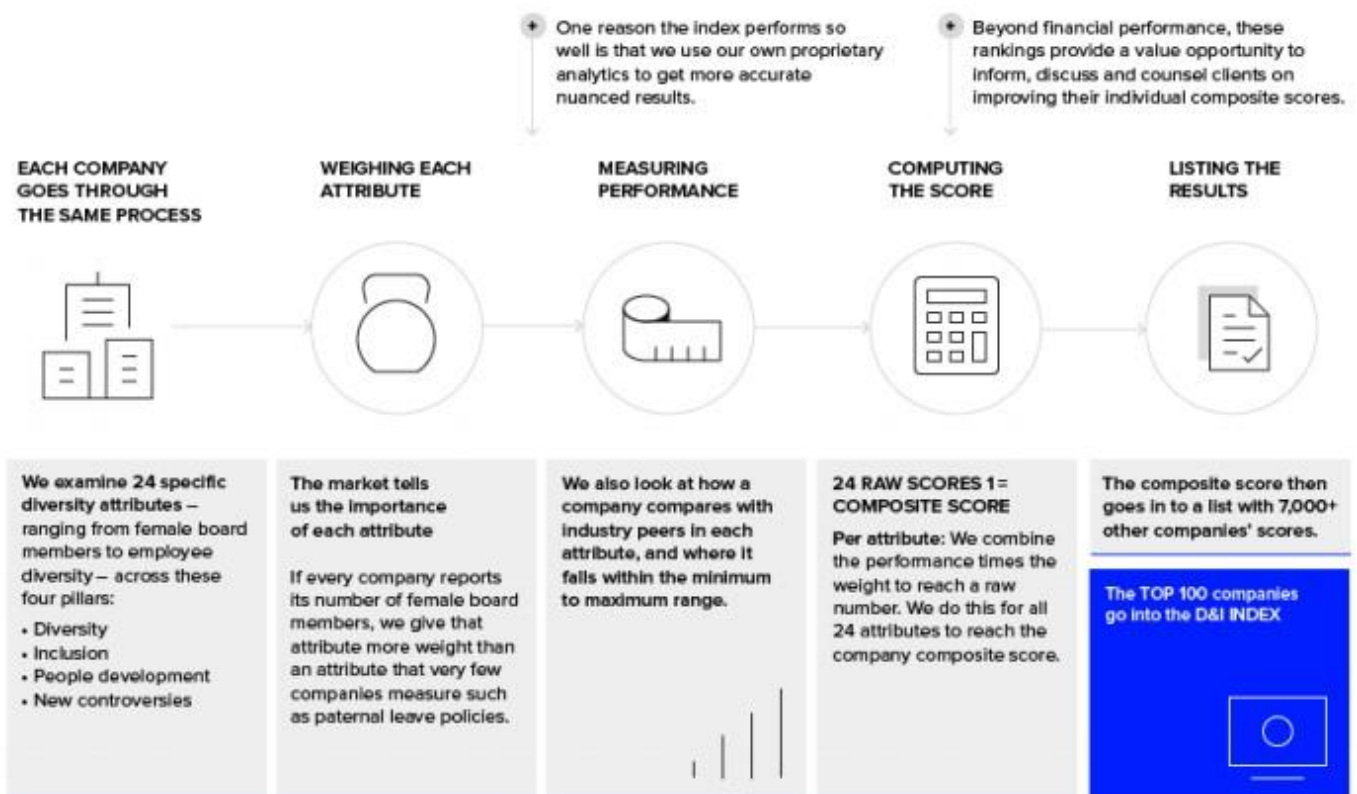 + One reason the index performs so
well is that we use our own proprietary
analytics to get more accurate
nuanced results.
+ Beyond financial performance, these
rankings provide a value opportunity to
inform, discuss and counsel clients on
improving their individual composite scores.
EACH COMPANY
GOES THROUGH
THE SAME PROCESS
WEIGHING EACH
ATTRIBUTE
MEASURING
PERFORMANCE
COMPUTING
THE SCORE
LISTING THE
RESULTS
We examine 24 specific
diversity attributes –
ranging from female board
members to employee
diversity – across these
four pillars:
• Diversity
• Inclusion
• People development
• New controversies
The market tells
us the importance
of each attribute
If every company reports
its number of female board
members, we give that
attribute more weight than
an attribute that very few
companies measure such
as paternal leave policies.
We also look at how a
company compares with
industry peers in each
attribute, and where it
falls within the minimum
to maximum range.
24 RAW SCORES 1 =
COMPOSITE SCORE
Per attribute: We combine
the performance times the
weight to reach a raw
number. We do this for all
24 attributes to reach the
company composite score.
The composite score then
goes in to a list with 7,000+
other companies' scores.
The TOP 100 companies
go into the D&I INDEX